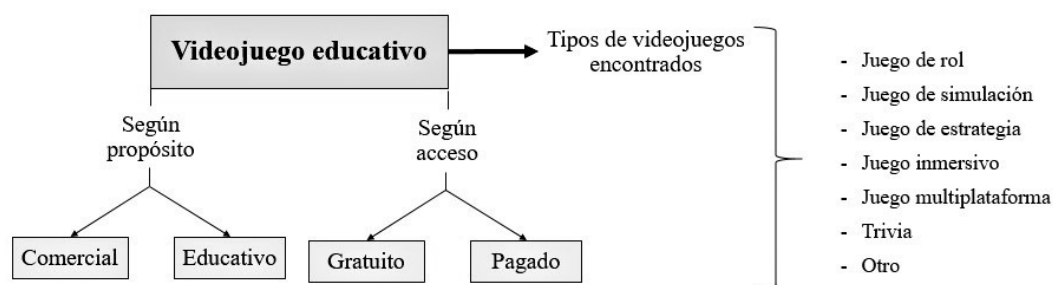 Videojuego educativo
Tipos de videojuegos
encontrados
Según
propósito
Según
acceso
Comercial
Educativo
Gratuito
Pagado
- Juego de rol
- Juego de simulación
- Juego de estrategia
- Juego inmersivo
- Juego multiplataforma
- Trivia
- Otro